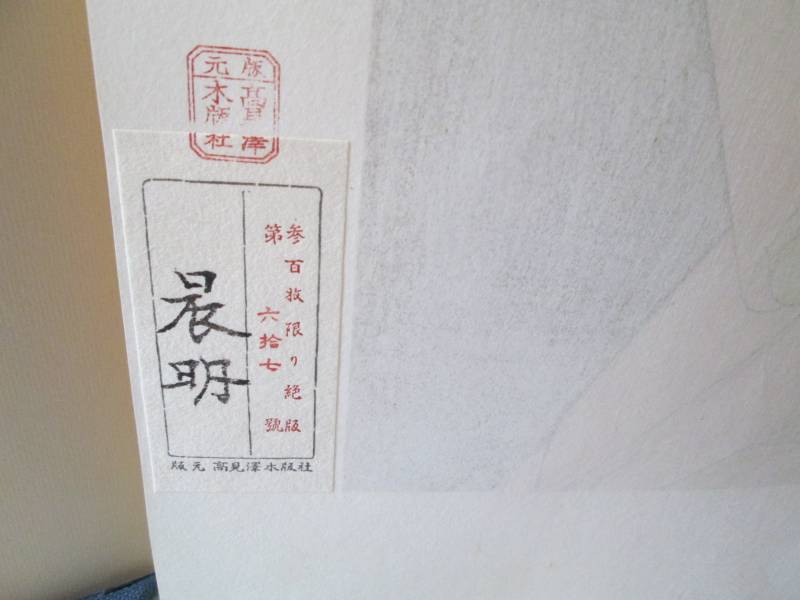 版元
高見澤
木版社
参百枚限リ絶版
第六拾七號
晨明
版元 高見澤木版社